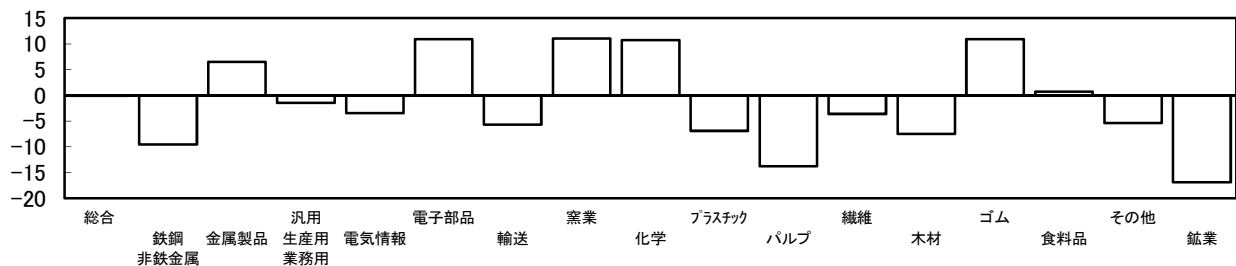 15
10
5
0
-5
-10
-15
-20
総合
鉄鋼
非鉄金属
金属製品
汎用
生産用
業務用
電気情報
電子部品
輸送
窯業
化学
プラスチック
パルプ
繊維
木材
ゴム
食料品
その他
鉱業